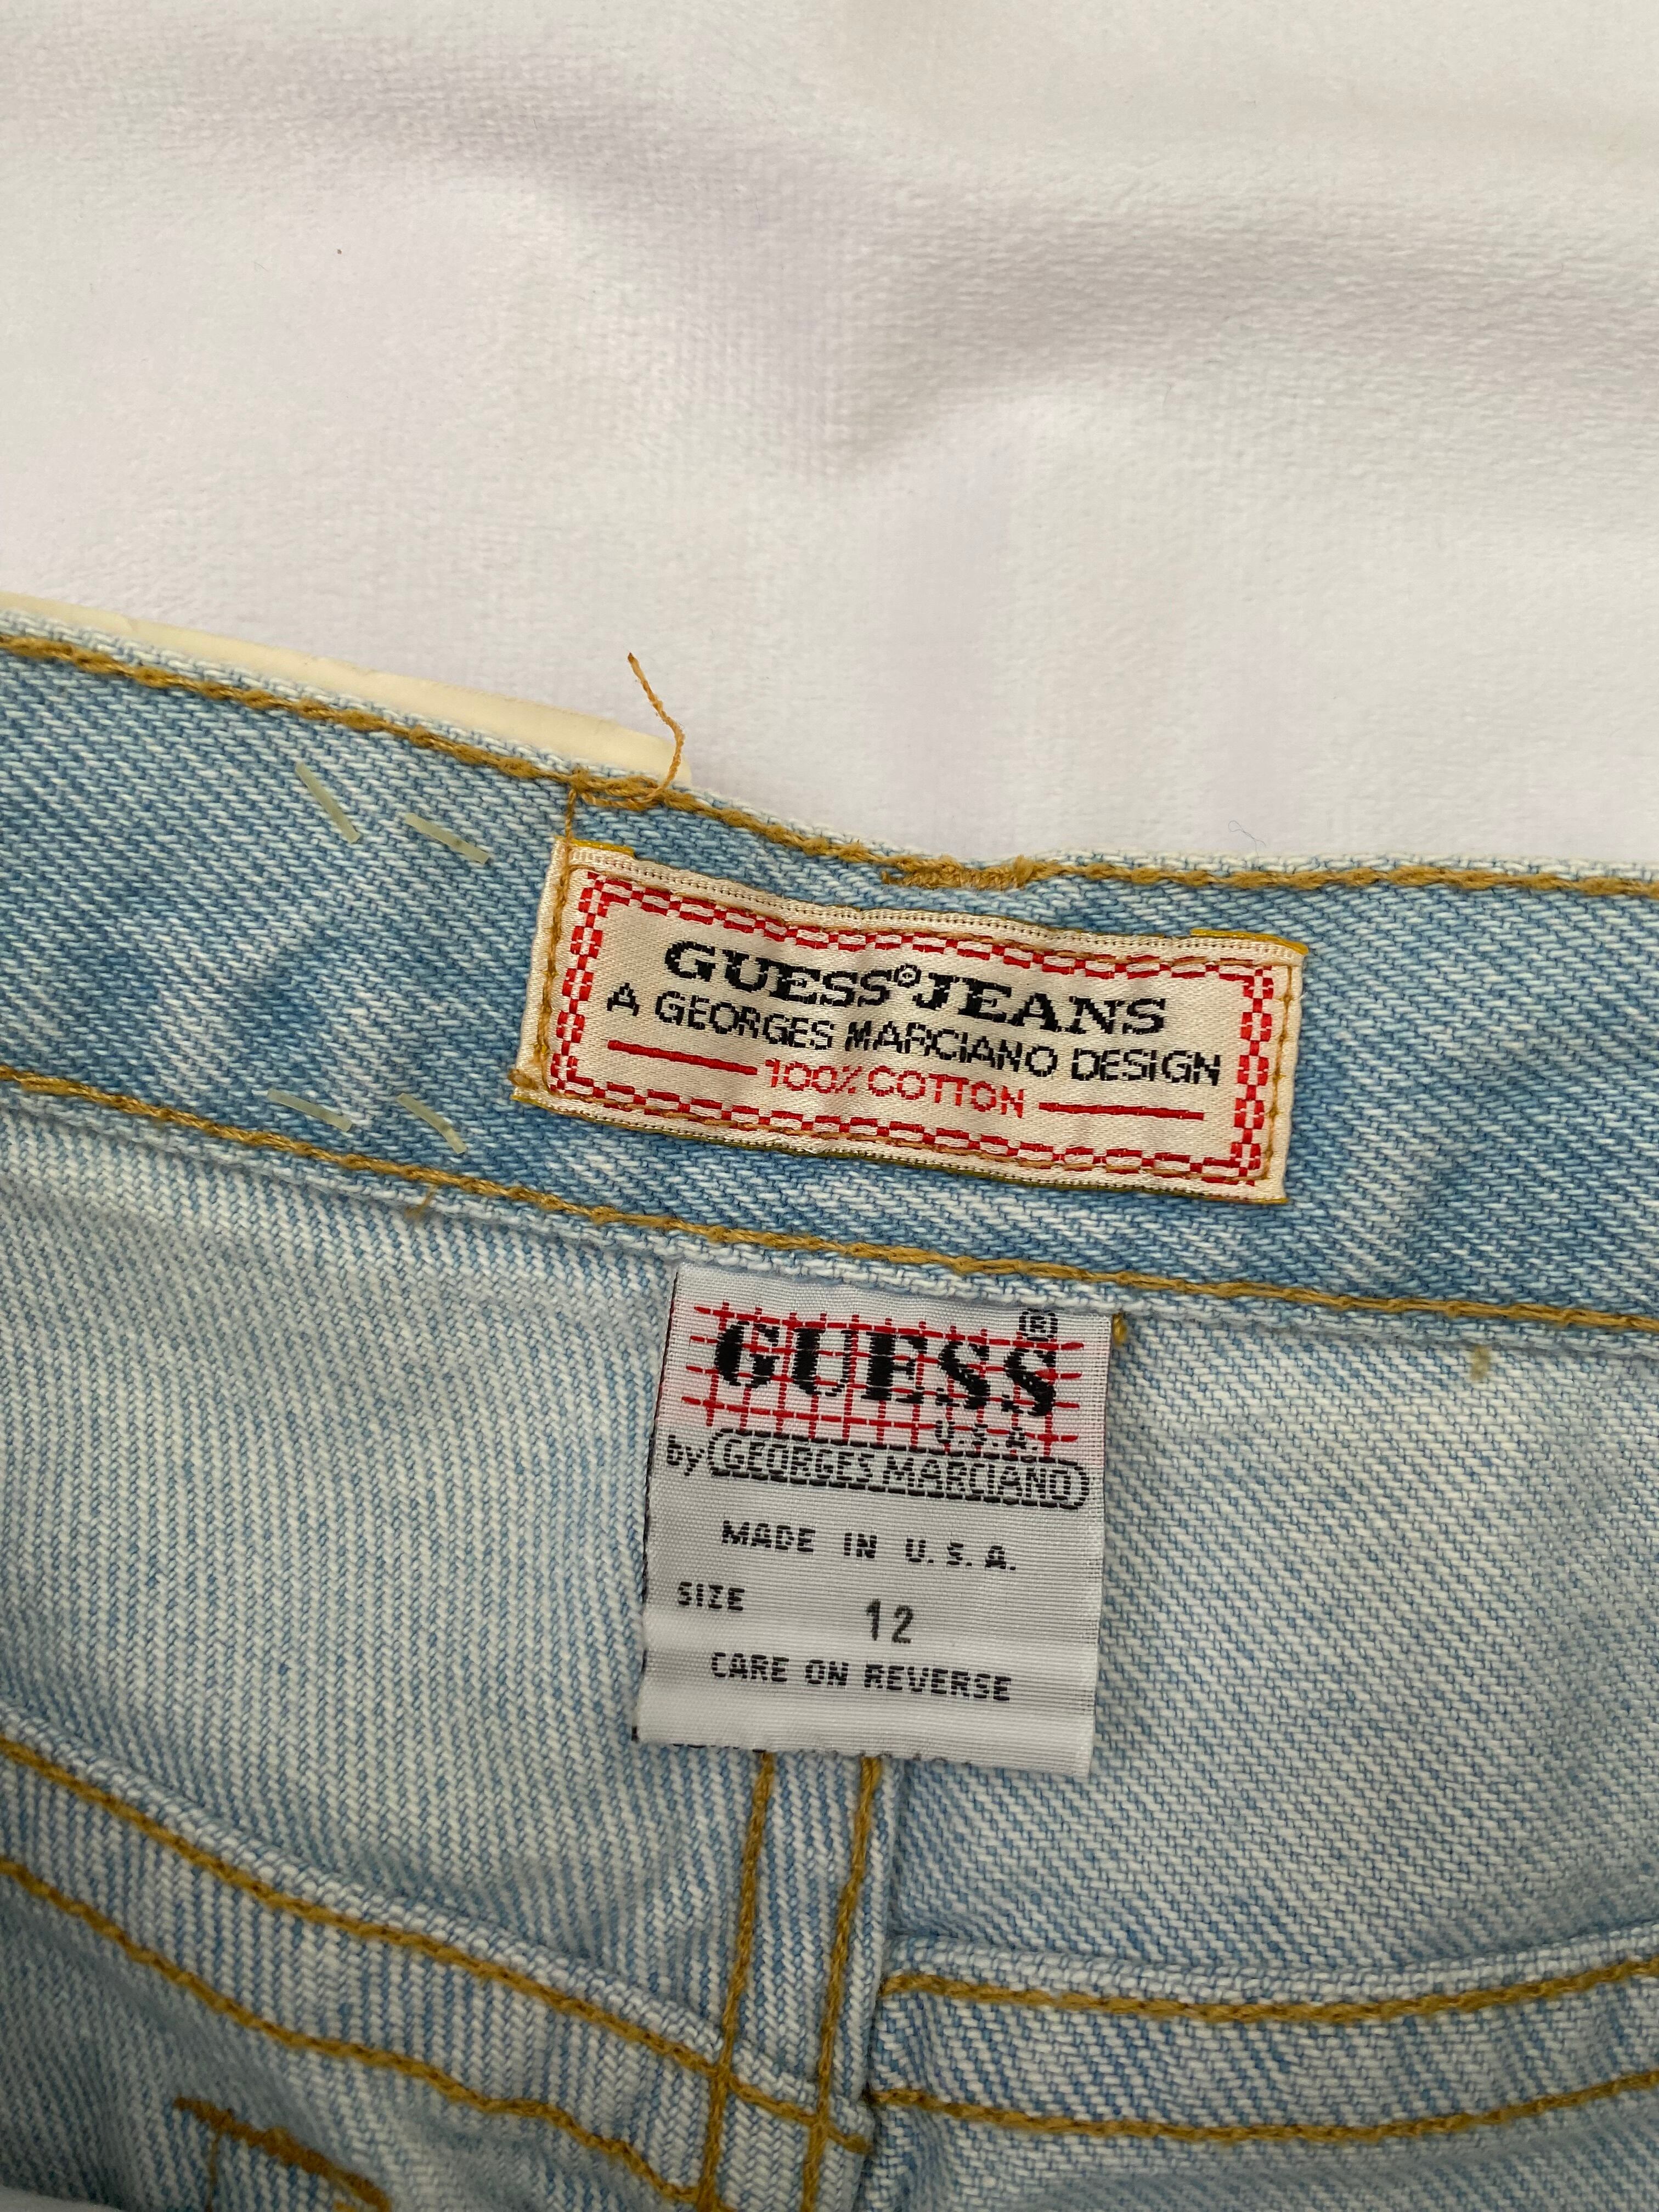 GUESS® JEANS
A GEORGES MARCIANO DESIGN
100% COTTON
GUESS®
U.S.A.
by GEORGES MARCIANO
MADE IN U.S.A.
SIZE 12
CARE ON REVERSE